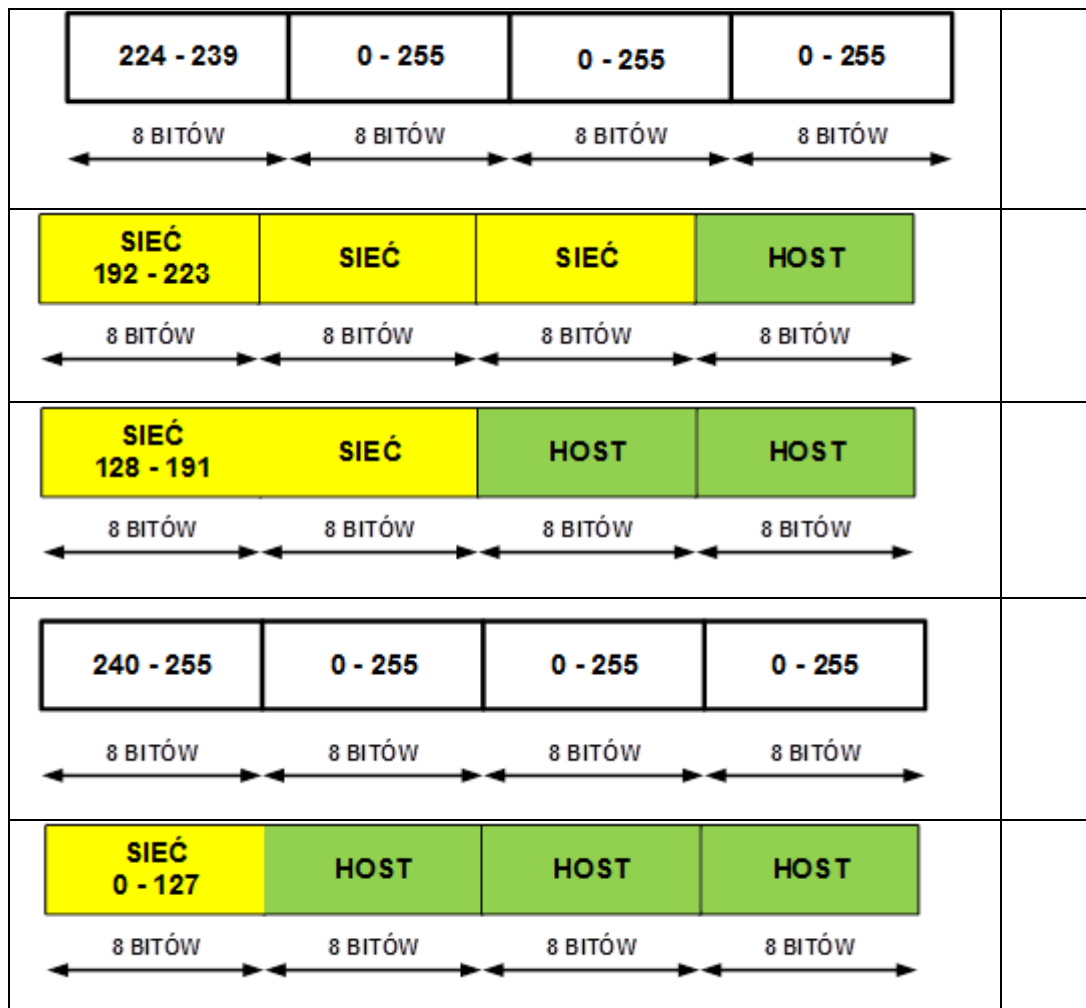 224 - 239 0 - 255 0 - 255 0 - 255
8 BITÓW 8 BITÓW 8 BITÓW 8 BITÓW
SIEĆ
192 - 223 SIEĆ SIEĆ HOST
8 BITÓW 8 BITÓW 8 BITÓW 8 BITÓW
SIEĆ
128 - 191 SIEĆ HOST HOST
8 BITÓW 8 BITÓW 8 BITÓW 8 BITÓW
240 - 255 0 - 255 0 - 255 0 - 255
8 BITÓW 8 BITÓW 8 BITÓW 8 BITÓW
SIEĆ
0 - 127 HOST HOST HOST
8 BITÓW 8 BITÓW 8 BITÓW 8 BITÓW